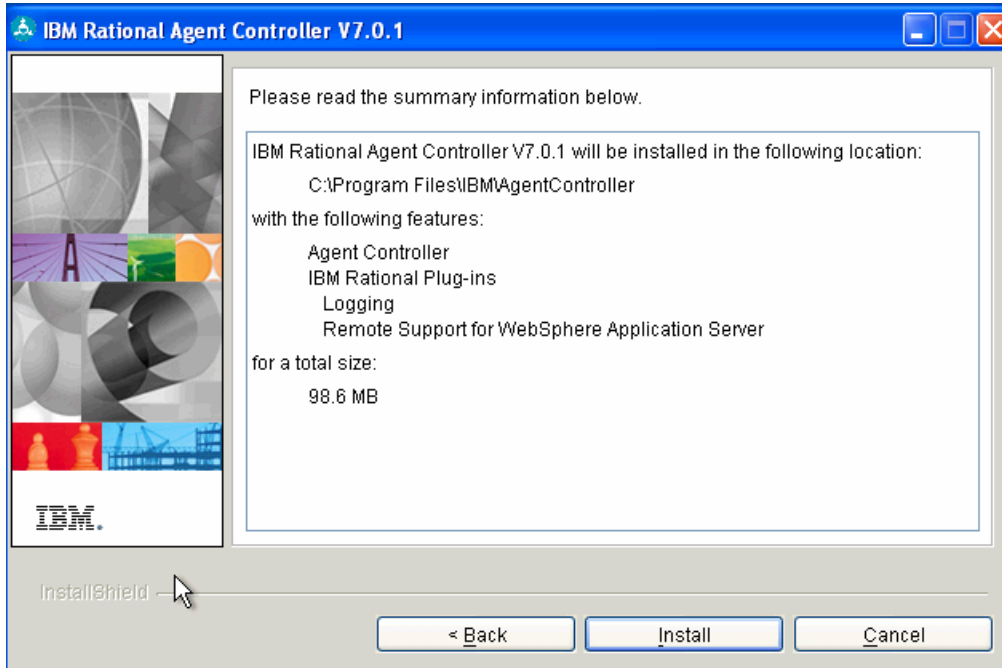 IBM Rational Agent Controller V7.0.1
Please read the summary information below.
IBM Rational Agent Controller V7.0.1 will be installed in the following location:
C:\Program Files\IBM\AgentController
with the following features:
Agent Controller
IBM Rational Plug-ins
Logging
Remote Support for WebSphere Application Server
for a total size:
98.6 MB
IBM.
InstallShield
< Back
Install
Cancel